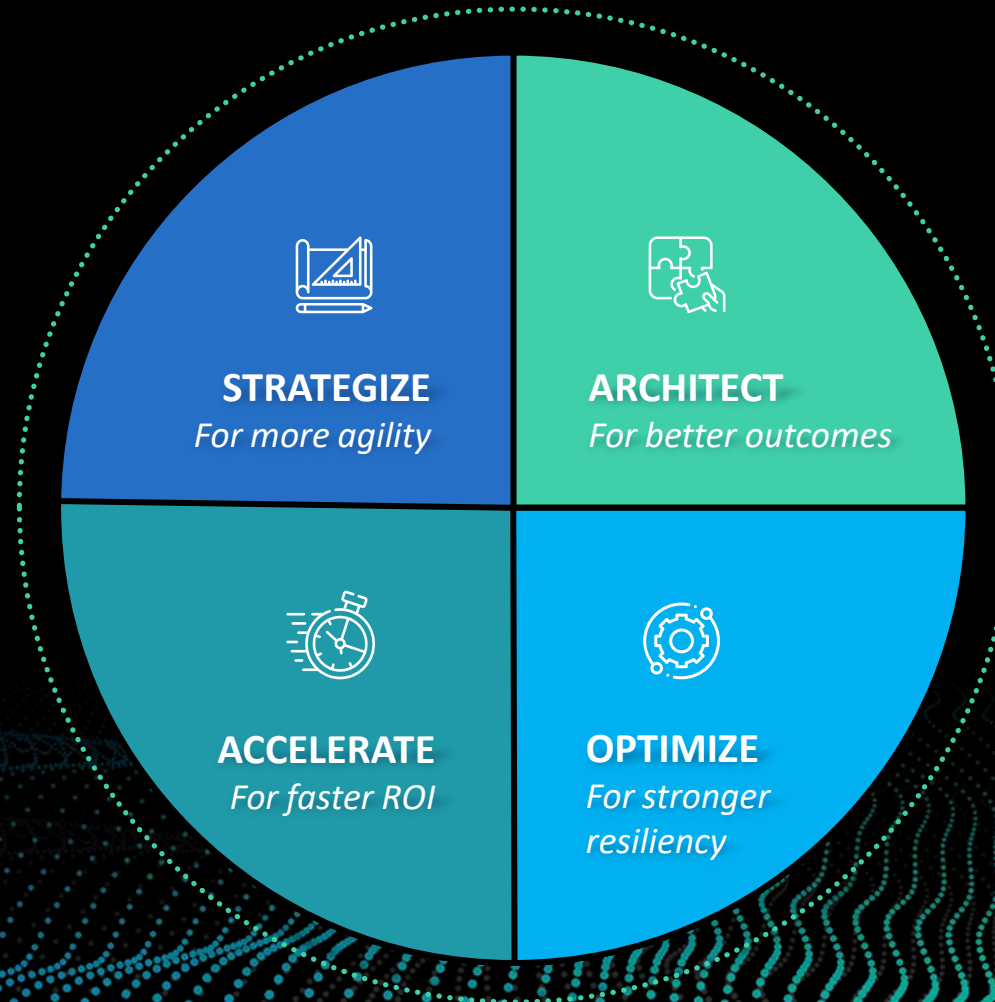 STRATEGIZE
For more agility
ARCHITECT
For better outcomes
ACCELERATE
For faster ROI
OPTIMIZE
For stronger
resiliency